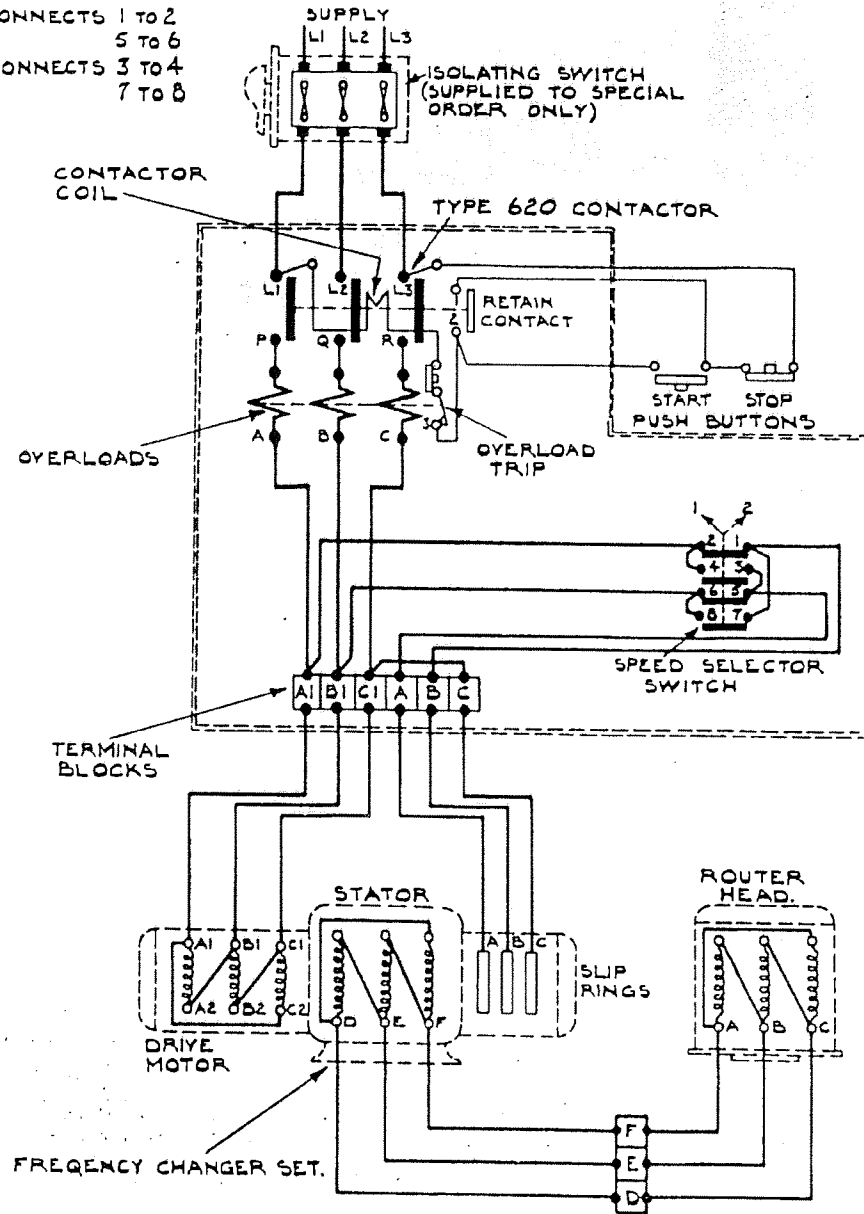 ONNECTS 1 TO 2
5 TO 6
ONNECTS 3 TO 4
7 TO 8
SUPPLY
L1 L2 L3
ISOLATING SWITCH
(SUPPLIED TO SPECIAL
ORDER ONLY)
CONTACTOR
COIL
TYPE 620 CONTACTOR
L1 L2 L3
RETAIN
CONTACT
2
P Q R
START STOP
PUSH BUTTONS
3
A B C
OVERLOADS
OVERLOAD
TRIP
1 2
2 1
4 3
6 5
8 7
SPEED SELECTOR
SWITCH
A1 B1 C1 A B C
TERMINAL
BLOCKS
STATOR
ROUTER
HEAD.
A1 B1 C1
A B C
SLIP
RINGS
A2 B2 C2
D E F
A B C
DRIVE
MOTOR
F
E
D
FREQENCY CHANGER SET.